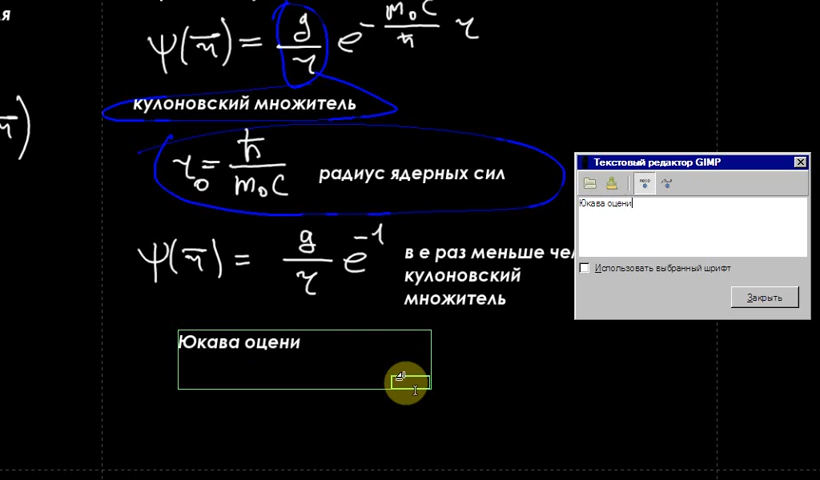 я
ψ(r̅) = g/r e^{-m₀c/ħ r}
кулоновский множитель
r̅)
r₀ = ħ/m₀c радиус ядерных сил
ψ(r̅) = g/r e^{-1} в е раз меньше чем
кулоновский
множитель
Юкава оцени
Текстовый редактор GIMP
Юкава оцени
Использовать выбранный шрифт
Закрыть